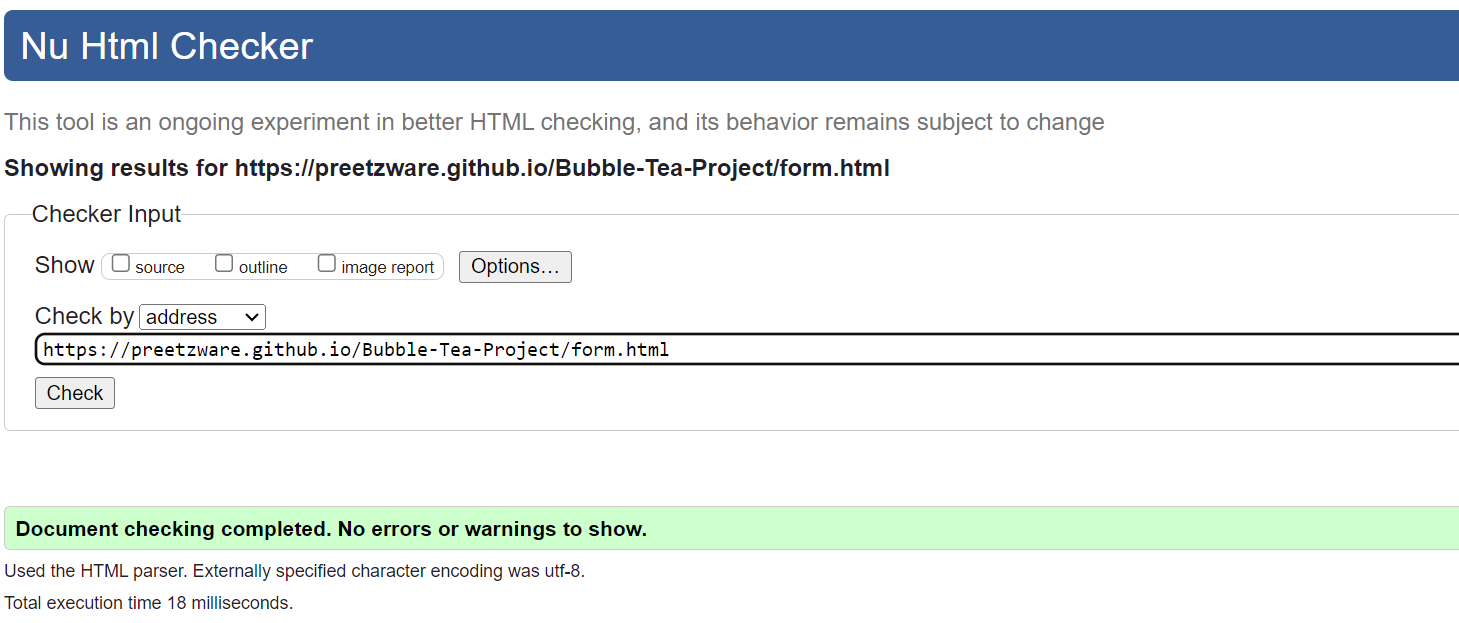 Nu Html Checker
This tool is an ongoing experiment in better HTML checking, and its behavior remains subject to change
Showing results for https://preetzware.github.io/Bubble-Tea-Project/form.html
Checker Input
Show source outline image report Options…
Check by address
https://preetzware.github.io/Bubble-Tea-Project/form.html
Check
Document checking completed. No errors or warnings to show.
Used the HTML parser. Externally specified character encoding was utf-8.
Total execution time 18 milliseconds.